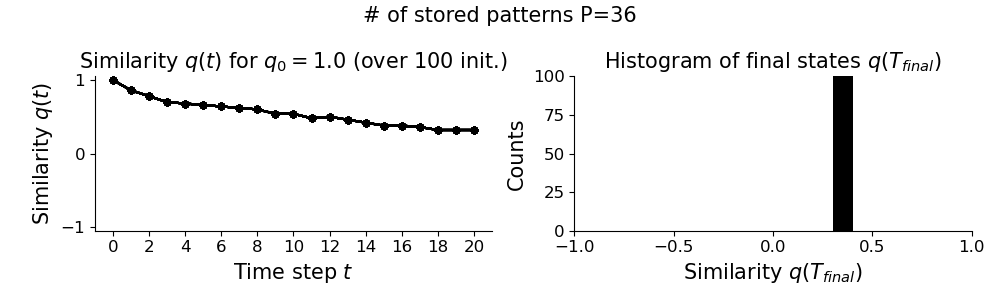 # of stored patterns P=36
Similarity q(t) for q₀ = 1.0 (over 100 init.)
1
0
−1
Similarity q(t)
0 2 4 6 8 10 12 14 16 18 20
Time step t
Histogram of final states q(T_final)
100
75
50
25
0
Counts
−1.0 −0.5 0.0 0.5 1.0
Similarity q(T_final)